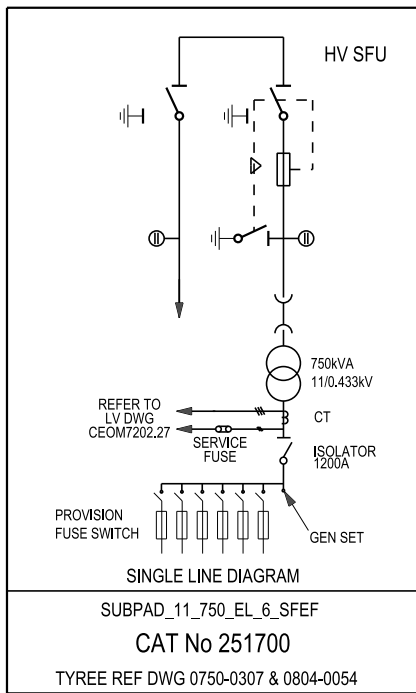 HV SFU
750kVA
11/0.433kV
REFER TO
LV DWG
CEOM7202.27
CT
SERVICE
FUSE
ISOLATOR
1200A
PROVISION
FUSE SWITCH
GEN SET
SINGLE LINE DIAGRAM
SUBPAD_11_750_EL_6_SFEF
CAT No 251700
TYREE REF DWG 0750-0307 & 0804-0054